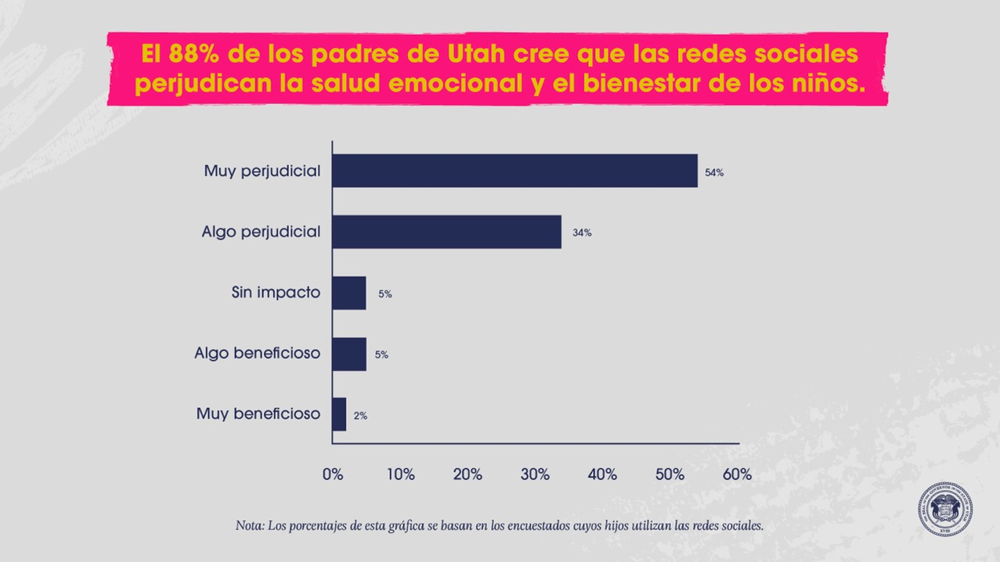 El 88% de los padres de Utah cree que las redes sociales
perjudican la salud emocional y el bienestar de los niños.
Muy perjudicial 54%
Algo perjudicial 34%
Sin impacto 5%
Algo beneficioso 5%
Muy beneficioso 2%
0% 10% 20% 30% 40% 50% 60%
Nota: Los porcentajes de esta gráfica se basan en los encuestados cuyos hijos utilizan las redes sociales.